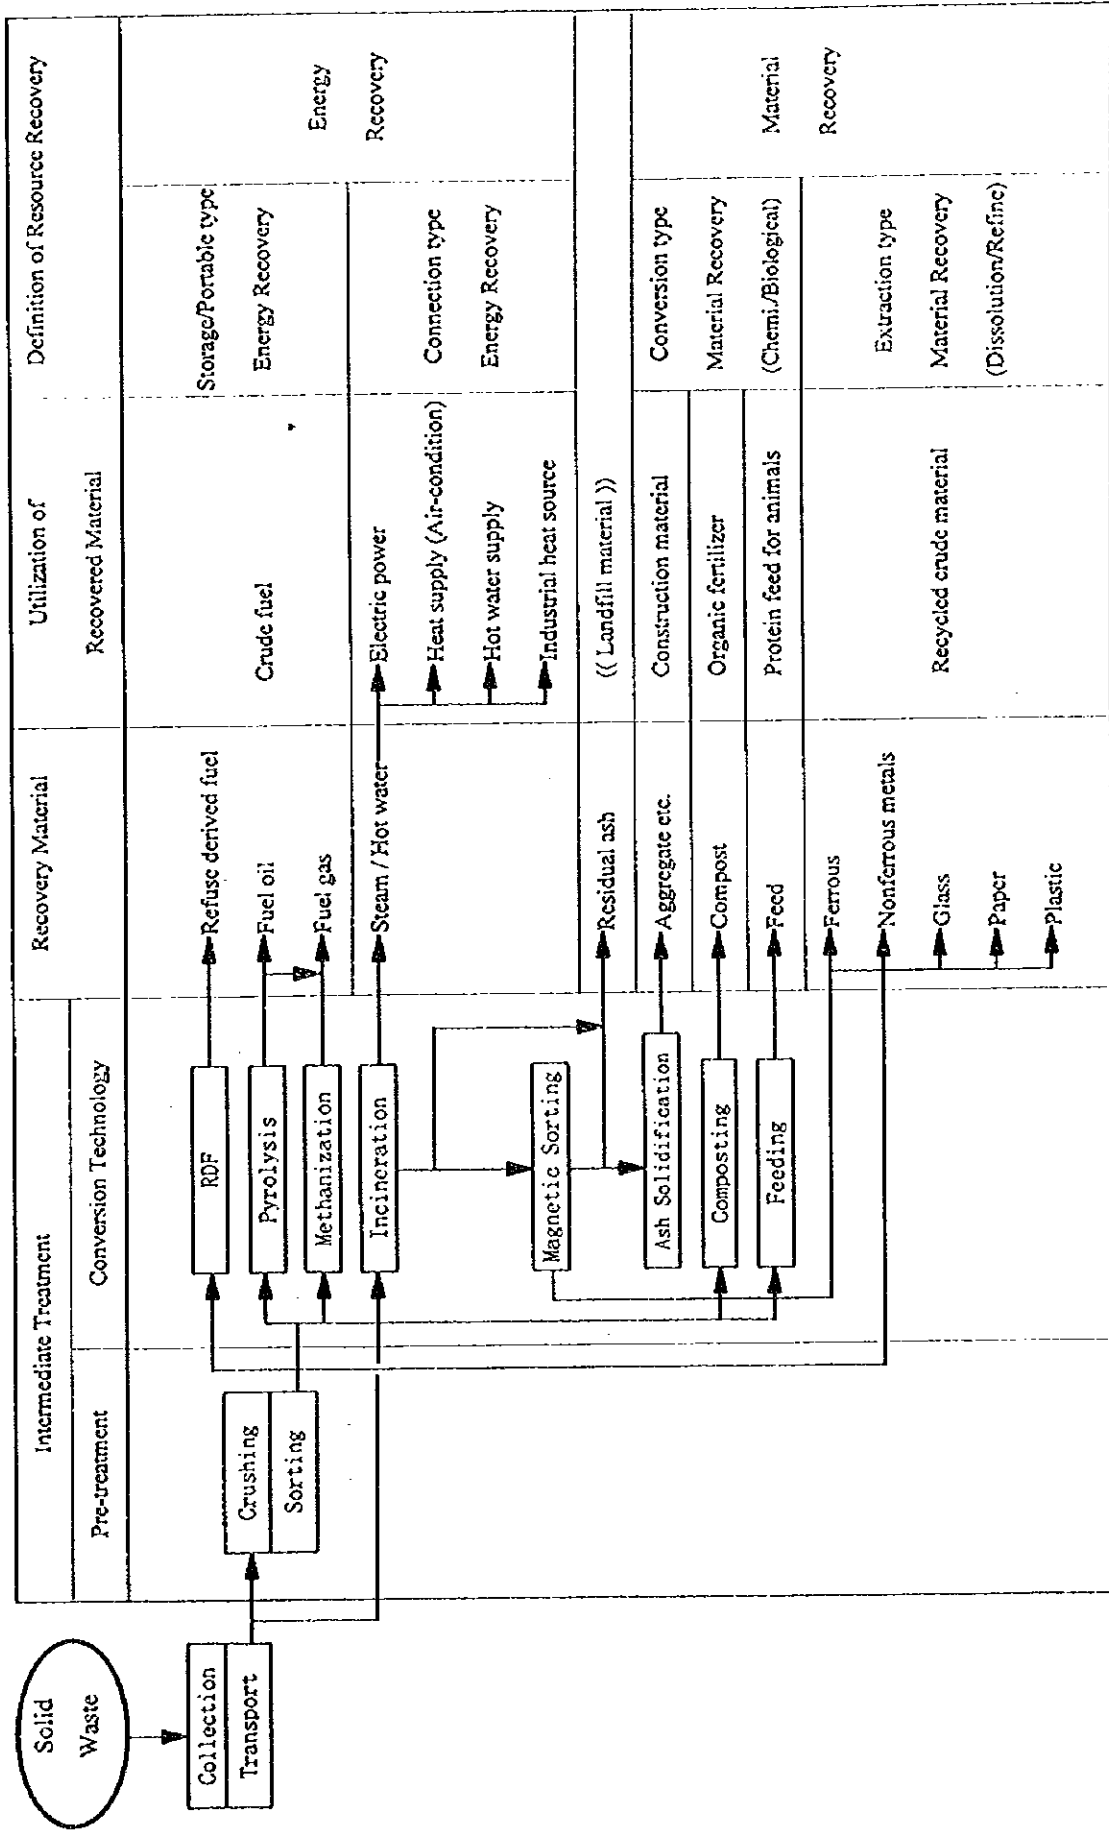 Solid
Waste
Collection
Transport
Intermediate Treatment
Pre-treatment
Conversion Technology
Recovery Material
Utilization of
Recovered Material
Definition of Resource Recovery
Crushing
Sorting
RDF
Pyrolysis
Methanization
Incineration
Magnetic Sorting
Ash Solidification
Composting
Feeding
Refuse derived fuel
Fuel oil
Fuel gas
Steam / Hot water
Residual ash
Aggregate etc.
Compost
Feed
Ferrous
Nonferrous metals
Glass
Paper
Plastic
Crude fuel
Electric power
Heat supply (Air-condition)
Hot water supply
Industrial heat source
(( Landfill material ))
Construction material
Organic fertilizer
Protein feed for animals
Recycled crude material
Storage/Portable type
Energy Recovery
Connection type
Energy Recovery
Conversion type
Material Recovery
(Chemi./Biological)
Extraction type
Material Recovery
(Dissolution/Refine)
Energy
Recovery
Material
Recovery